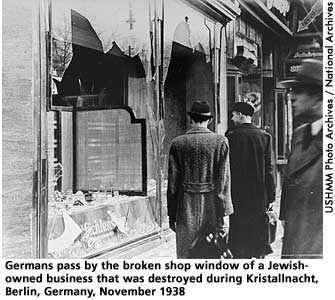 USHAM Photo Archives / National Archives
Germans pass by the broken shop window of a Jewish-
owned business that was destroyed during Kristallnacht,
Berlin, Germany, November 1938